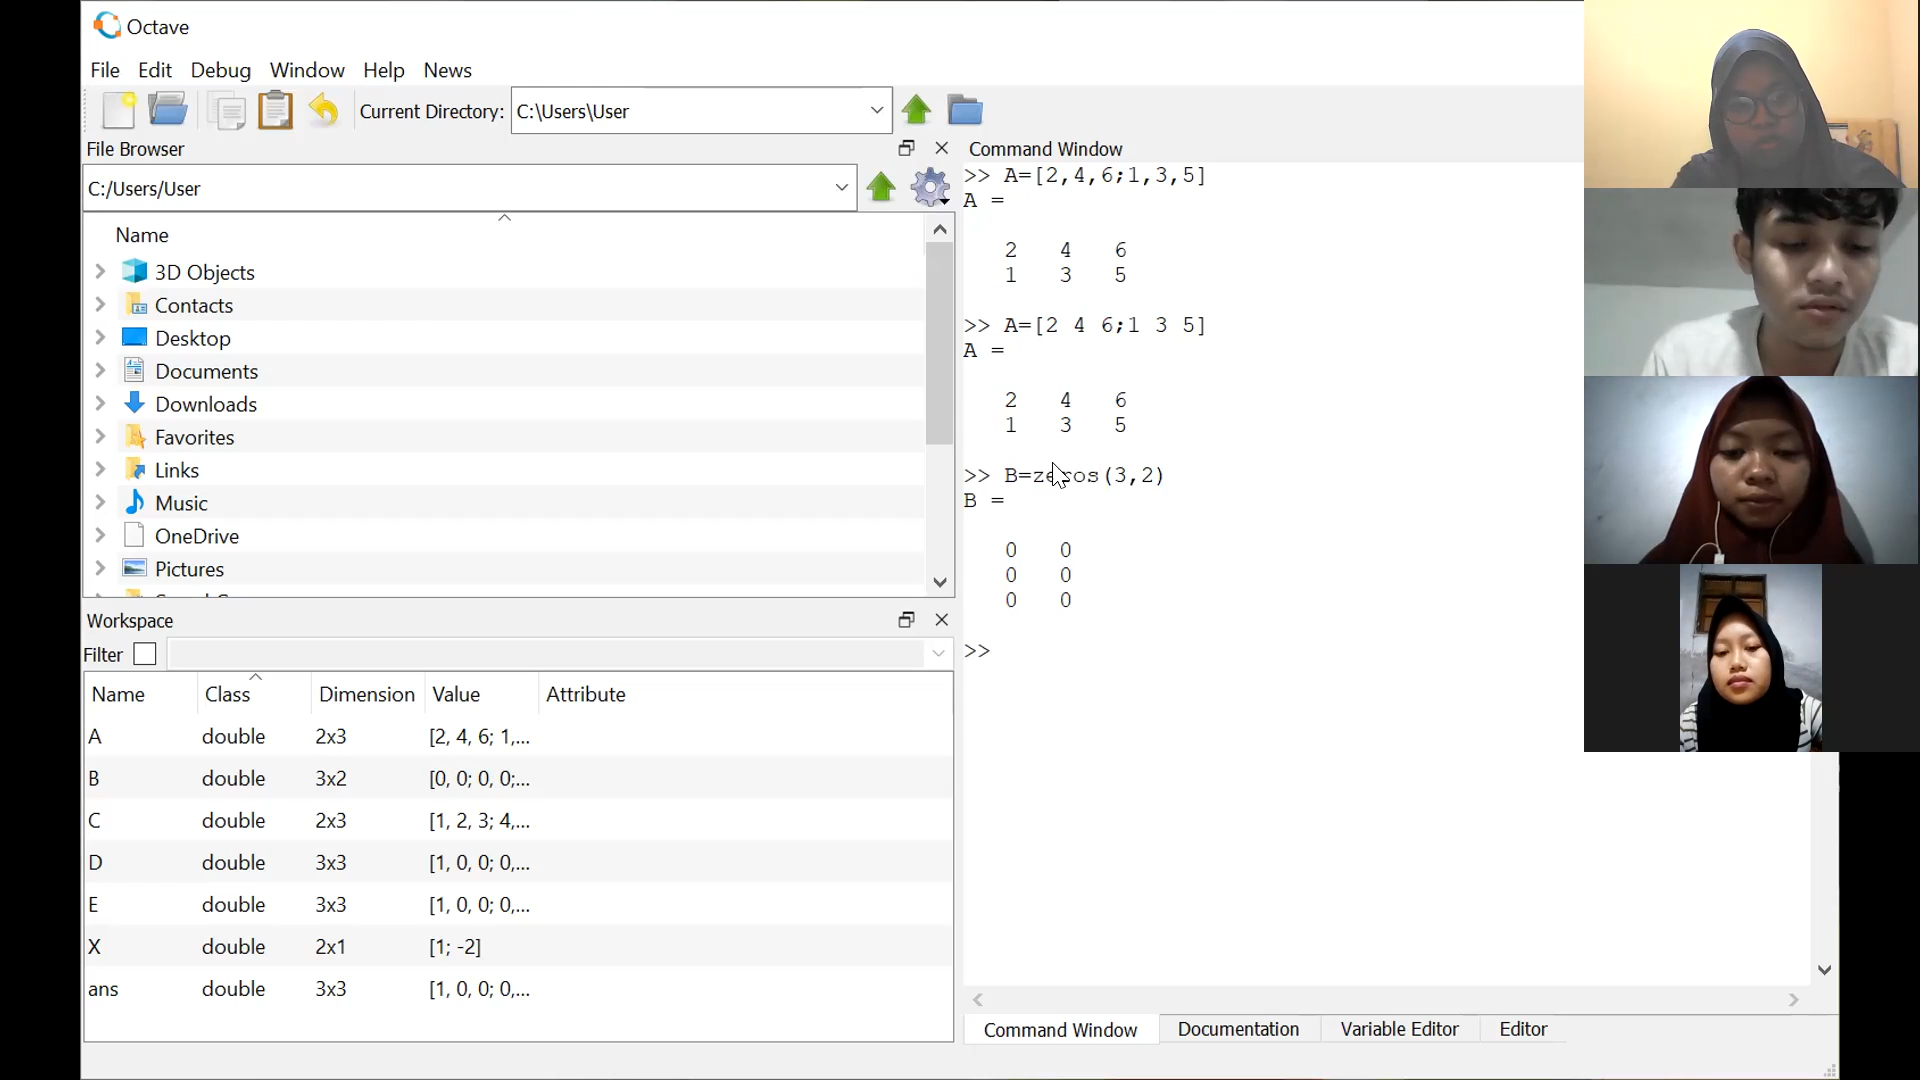 Octave
File Edit Debug Window Help News
Current Directory: C:\Users\User
File Browser
C:/Users/User
Name
3D Objects
Contacts
Desktop
Documents
Downloads
Favorites
Links
Music
OneDrive
Pictures
Workspace
Filter
Name Class Dimension Value Attribute
A double 2x3 [2, 4, 6; 1,...
B double 3x2 [0, 0; 0, 0;...
C double 2x3 [1, 2, 3; 4,...
D double 3x3 [1, 0, 0; 0,...
E double 3x3 [1, 0, 0; 0,...
X double 2x1 [1; -2]
ans double 3x3 [1, 0, 0; 0,...
Command Window
>> A=[2,4,6;1,3,5]
A =
2 4 6
1 3 5
>> A=[2 4 6;1 3 5]
A =
2 4 6
1 3 5
>> B=zeros(3,2)
B =
0 0
0 0
0 0
>>
Command Window Documentation Variable Editor Editor